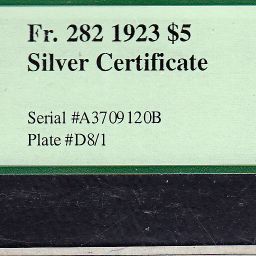 Fr. 282 1923 $5
Silver Certificate
Serial #A3709120B
Plate #D8/1